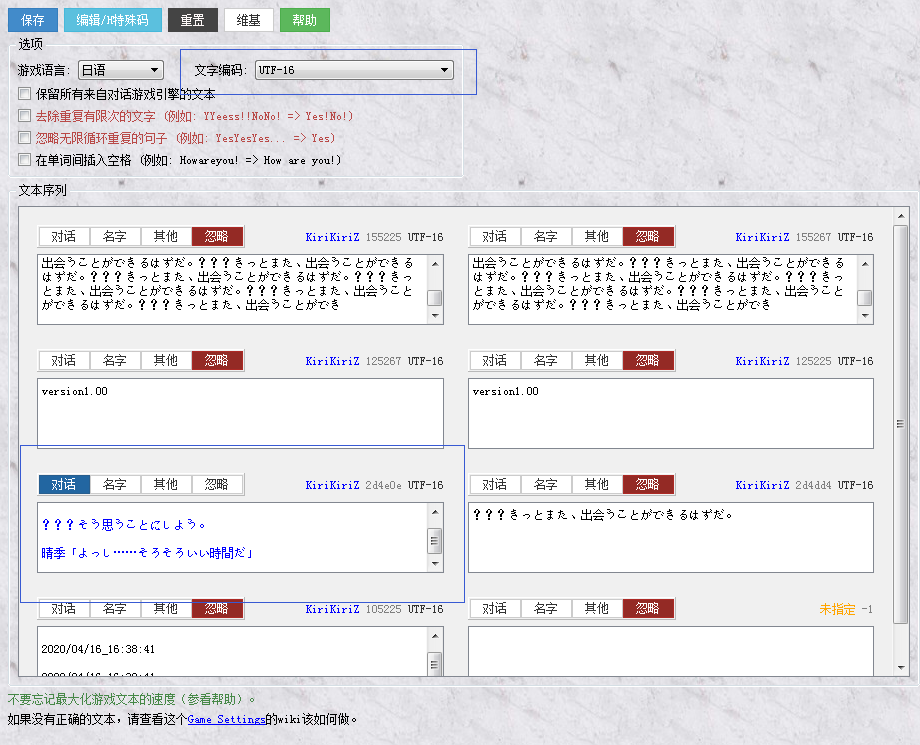 保存 编辑/H特殊码 重置 维基 帮助
选项
游戏语言: 日语 文字编码: UTF-16
保留所有来自对话游戏引擎的文本
去除重复有限次的文字 (例如: YYeess!!NoNo! => Yes!No!)
忽略无限循环重复的句子 (例如: YesYesYes... => Yes)
在单词间插入空格 (例如: Howareyou! => How are you!)
文本序列
对话 名字 其他 忽略 KiriKiriZ 155225 UTF-16
出会うことができるはずだ。？？？きっとまた、出会うことができる
はずだ。？？？きっとまた、出会うことができるはずだ。？？？きっ
とまた、出会うことができるはずだ。？？？きっとまた、出会うこと
ができるはずだ。？？？きっとまた、出会うことができ
对话 名字 其他 忽略 KiriKiriZ 155267 UTF-16
出会うことができるはずだ。？？？きっとまた、出会うことができる
はずだ。？？？きっとまた、出会うことができるはずだ。？？？きっ
とまた、出会うことができるはずだ。？？？きっとまた、出会うこと
ができるはずだ。？？？きっとまた、出会うことができ
对话 名字 其他 忽略 KiriKiriZ 125267 UTF-16
version1.00
对话 名字 其他 忽略 KiriKiriZ 125225 UTF-16
version1.00
对话 名字 其他 忽略 KiriKiriZ 2d4e0e UTF-16
？？？そう思うことにしよう。
晴季「よっし……そろそろいい時間だ」
对话 名字 其他 忽略 KiriKiriZ 2d4dd4 UTF-16
？？？きっとまた、出会うことができるはずだ。
对话 名字 其他 忽略 KiriKiriZ 105225 UTF-16
2020/04/16_16:38:41
对话 名字 其他 忽略 未指定 -1
不要忘记最大化游戏文本的速度（参看帮助）。
如果没有正确的文本，请查看这个Game Settings的wiki该如何做。